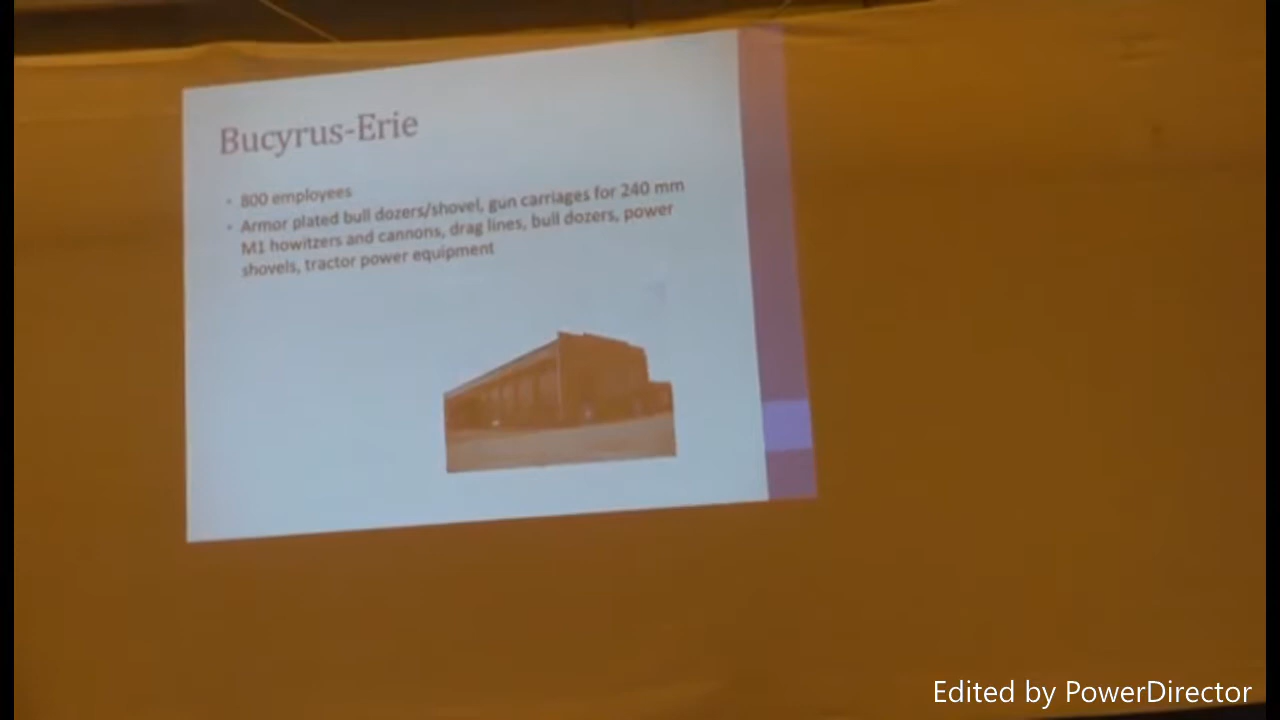 Bucyrus-Erie
• 800 employees
• Armor plated bull dozers/shovel, gun carriages for 240 mm
M1 howitzers and cannons, drag lines, bull dozers, power
shovels, tractor power equipment
Edited by PowerDirector